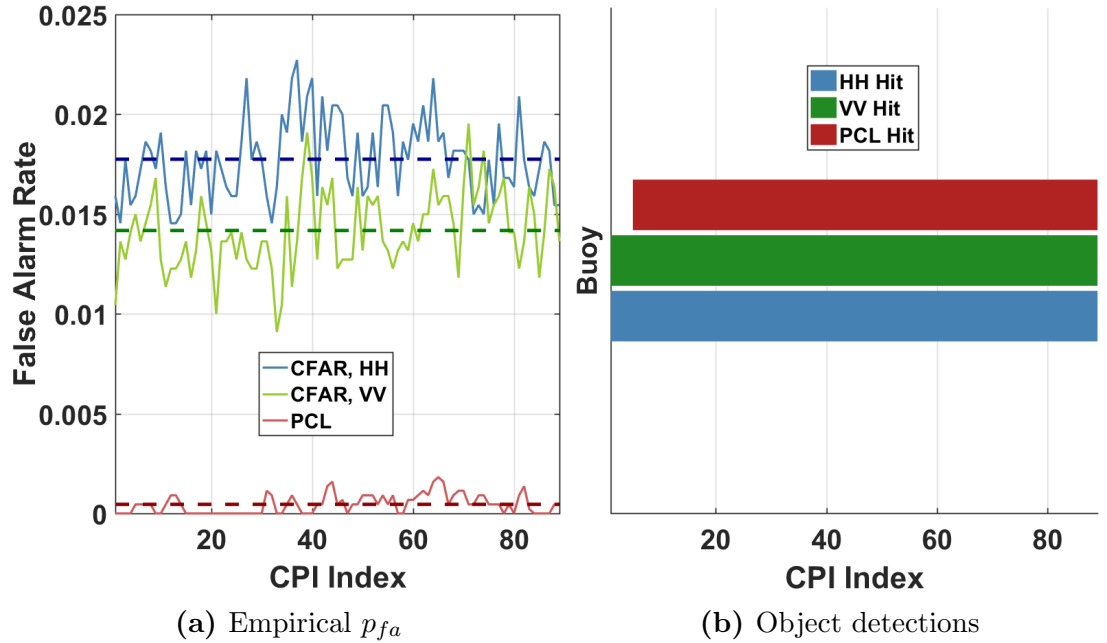 0.025
0.02
0.015
0.01
0.005
0
False Alarm Rate
CFAR, HH
CFAR, VV
PCL
20 40 60 80
CPI Index
(a) Empirical p_{fa}
HH Hit
VV Hit
PCL Hit
Buoy
20 40 60 80
CPI Index
(b) Object detections